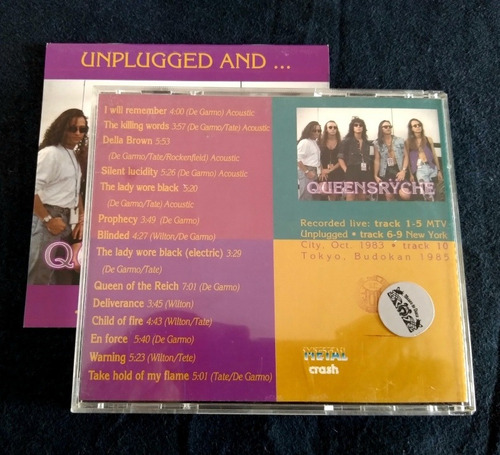 UNPLUGGED AND ...
I will remember 4:00 (De Garmo) Acoustic
The killing words 3:57 (De Garmo/Tate) Acoustic
Della Brown 5:53
(De Garmo/Tate/Rockenfield) Acoustic
Silent lucidity 5:26 (De Garmo) Acoustic
The lady wore black 5:20
(De Garmo/Tate) Acoustic
Prophecy 3:49 (De Garmo)
Blinded 4:27 (Wilton/De Garmo)
The lady wore black (electric) 3:29
(De Garmo/Tate)
Queen of the Reich 7:01 (De Garmo)
Deliverance 3:45 (Wilton)
Child of fire 4:43 (Wilton/Tate)
En force 5:40 (De Garmo)
Warning 5:23 (Wilton/Tete)
Take hold of my flame 5:01 (Tate/De Garmo)
QUEENSRYCHE
Recorded live: track 1-5 MTV
Unplugged • track 6-9 New York
City, Oct. 1983 • track 10
Tokyo, Budokan 1985
METAL
crash